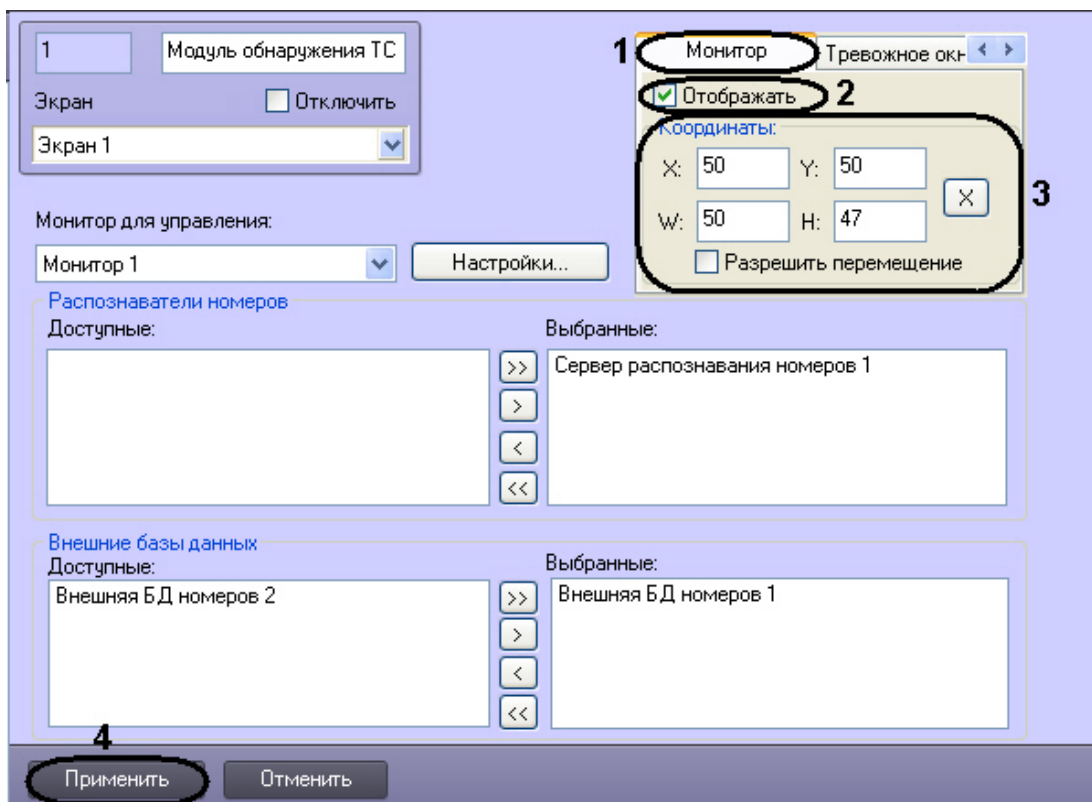 1
Модуль обнаружения ТС
Экран
Отключить
Экран 1
1
Монитор
Тревожное окн
Отображать
2
Координаты:
X: 50 Y: 50
X
W: 50 H: 47
Разрешить перемещение
3
Монитор для управления:
Монитор 1
Настройки...
Распознаватели номеров
Доступные:
Выбранные:
Сервер распознавания номеров 1
>>
>
<
<<
Внешние базы данных
Доступные:
Выбранные:
Внешняя БД номеров 2
Внешняя БД номеров 1
>>
>
<
<<
4
Применить
Отменить